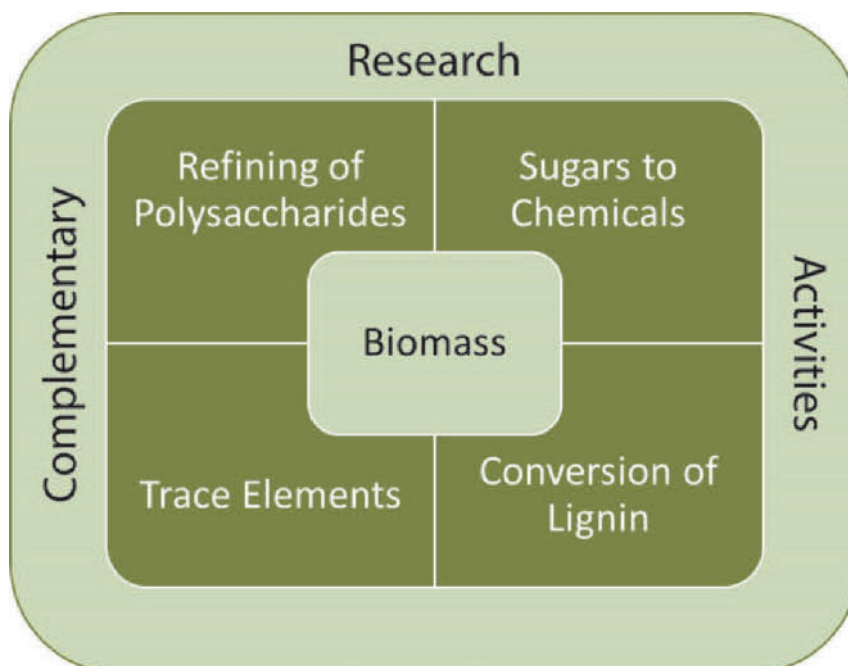 Research
Complementary
Refining of
Polysaccharides
Sugars to
Chemicals
Biomass
Trace Elements
Conversion of
Lignin
Activities